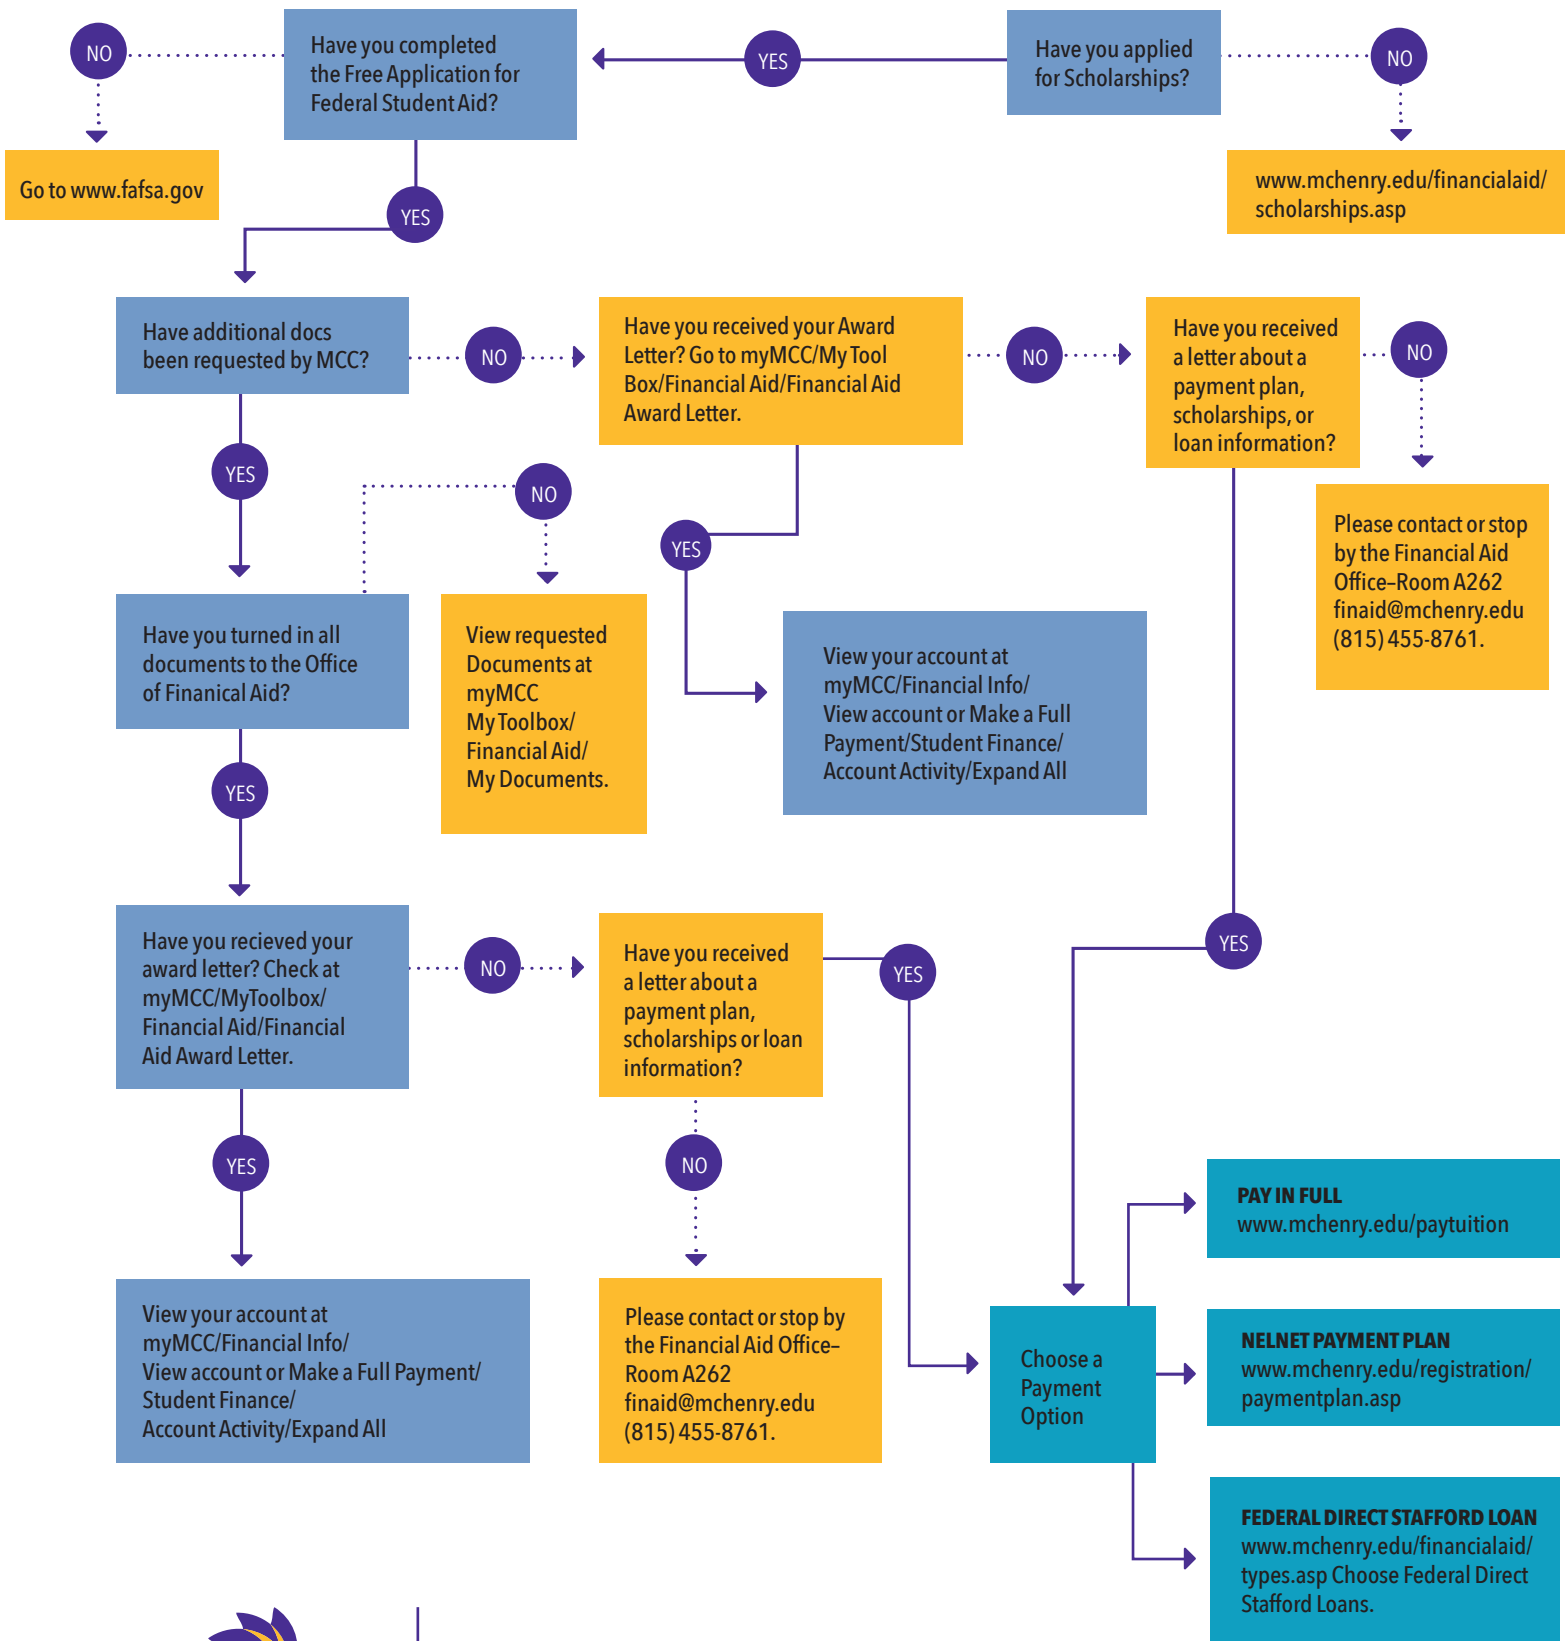 NO
Have you completed
the Free Application for
Federal Student Aid?
YES
Have you applied
for Scholarships?
NO
Go to www.fafsa.gov
YES
www.mchenry.edu/financialaid/
scholarships.asp
Have additional docs
been requested by MCC?
NO
Have you received your Award
Letter? Go to myMCC/My Tool
Box/Financial Aid/Financial Aid
Award Letter.
NO
Have you received
a letter about a
payment plan,
scholarships, or
loan information?
NO
YES
NO
YES
Please contact or stop
by the Financial Aid
Office–Room A262
finaid@mchenry.edu
(815) 455-8761.
Have you turned in all
documents to the Office
of Finanical Aid?
View requested
Documents at
myMCC
My Toolbox/
Financial Aid/
My Documents.
View your account at
myMCC/Financial Info/
View account or Make a Full
Payment/Student Finance/
Account Activity/Expand All
YES
Have you recieved your
award letter? Check at
myMCC/MyToolbox/
Financial Aid/Financial
Aid Award Letter.
NO
Have you received
a letter about a
payment plan,
scholarships or loan
information?
YES
YES
YES
NO
PAY IN FULL
www.mchenry.edu/paytuition
View your account at
myMCC/Financial Info/
View account or Make a Full Payment/
Student Finance/
Account Activity/Expand All
Please contact or stop by
the Financial Aid Office–
Room A262
finaid@mchenry.edu
(815) 455-8761.
Choose a
Payment
Option
NELNET PAYMENT PLAN
www.mchenry.edu/registration/
paymentplan.asp
FEDERAL DIRECT STAFFORD LOAN
www.mchenry.edu/financialaid/
types.asp Choose Federal Direct
Stafford Loans.